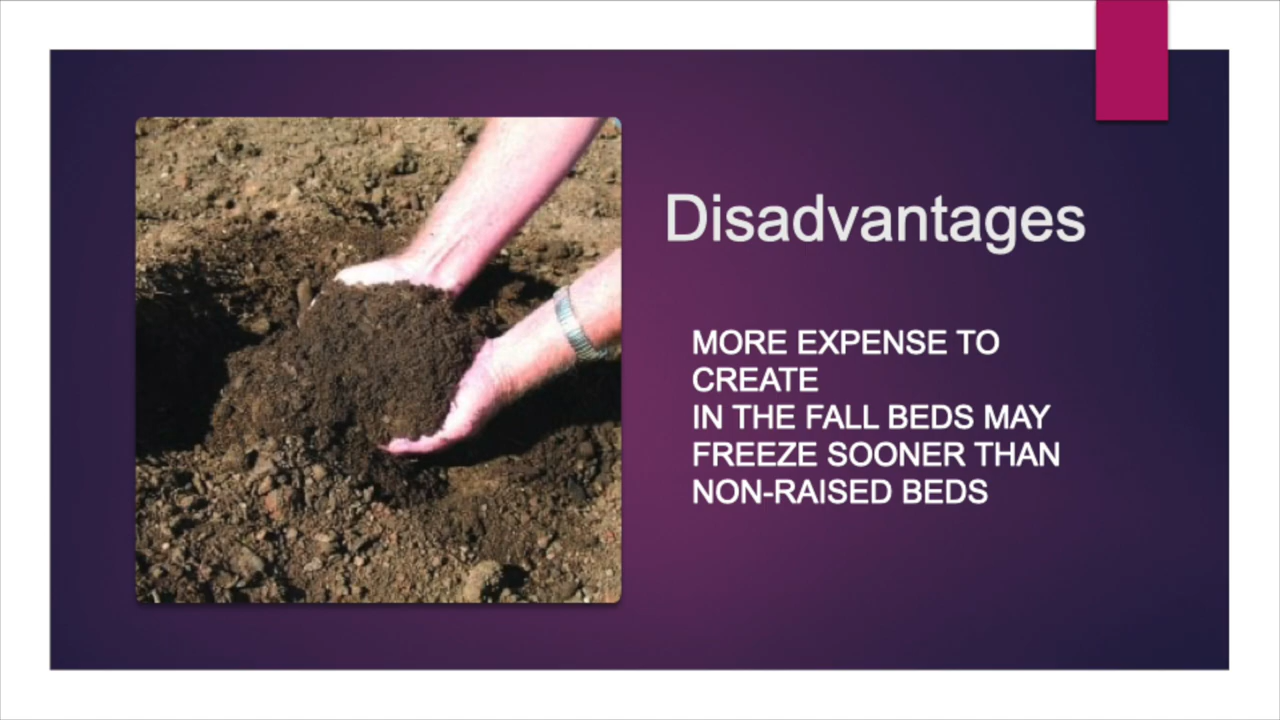 Disadvantages
MORE EXPENSE TO
CREATE
IN THE FALL BEDS MAY
FREEZE SOONER THAN
NON-RAISED BEDS